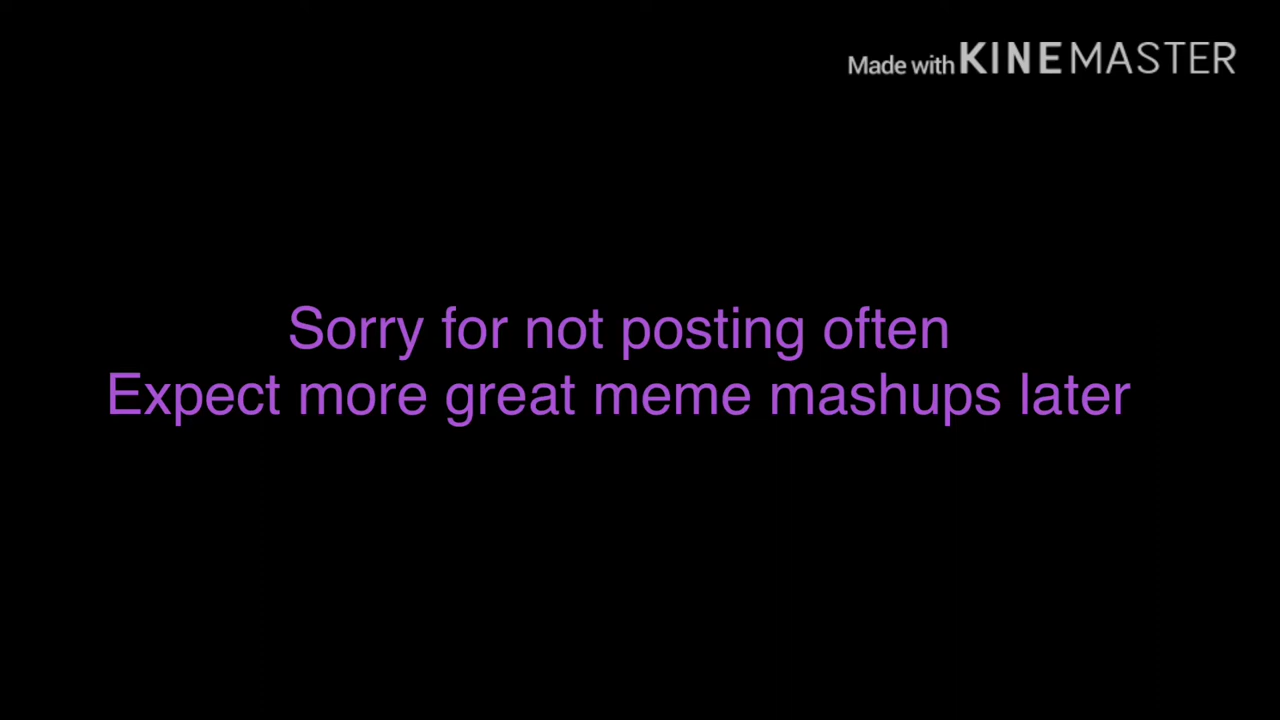 Made with KINEMASTER
Sorry for not posting often
Expect more great meme mashups later